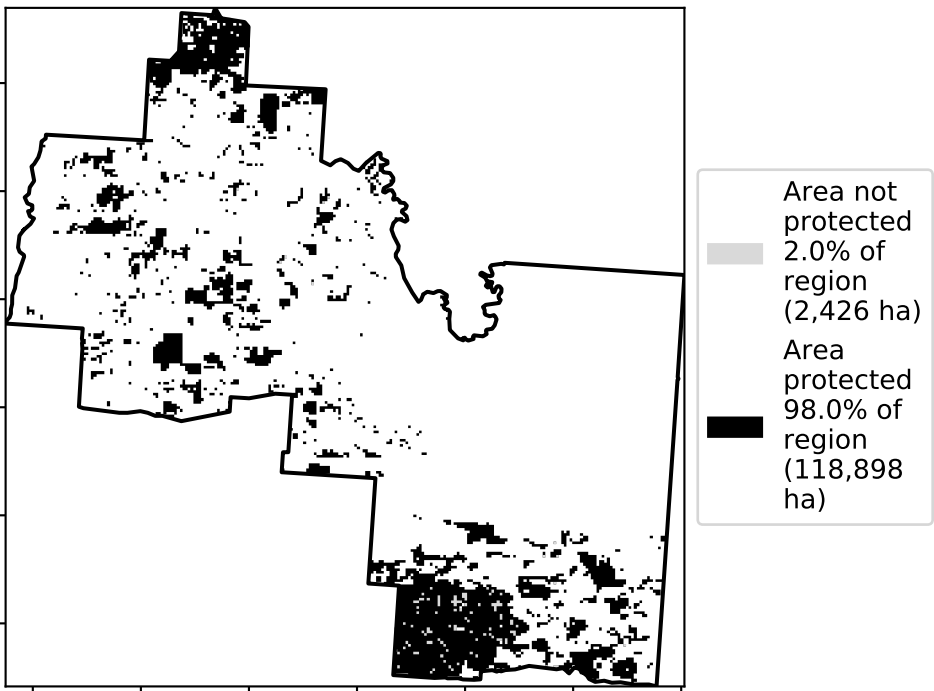 Area not
protected
2.0% of
region
(2,426 ha)
Area
protected
98.0% of
region
(118,898
ha)